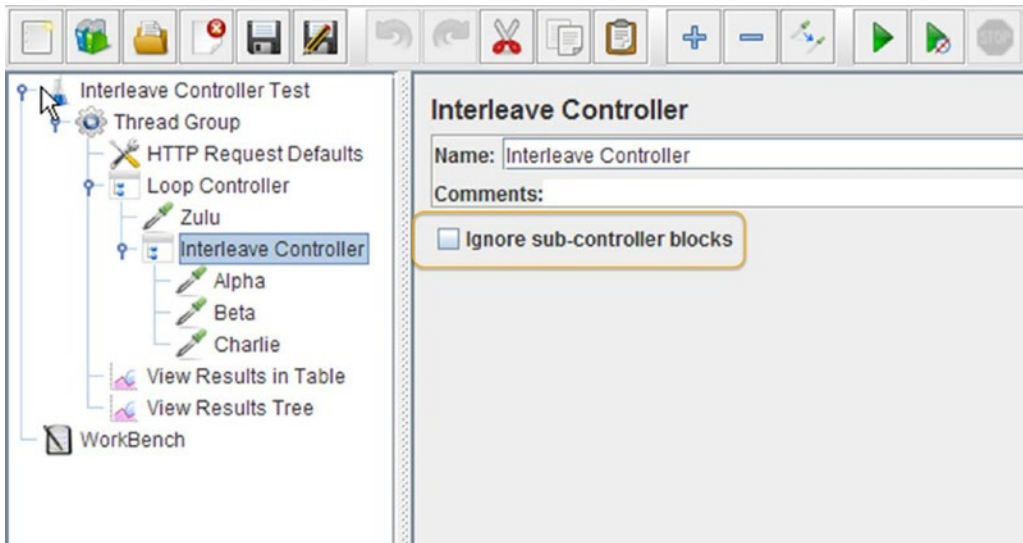 STOP
Interleave Controller Test
Thread Group
HTTP Request Defaults
Loop Controller
Zulu
Interleave Controller
Alpha
Beta
Charlie
View Results in Table
View Results Tree
WorkBench
Interleave Controller
Name: Interleave Controller
Comments:
Ignore sub-controller blocks